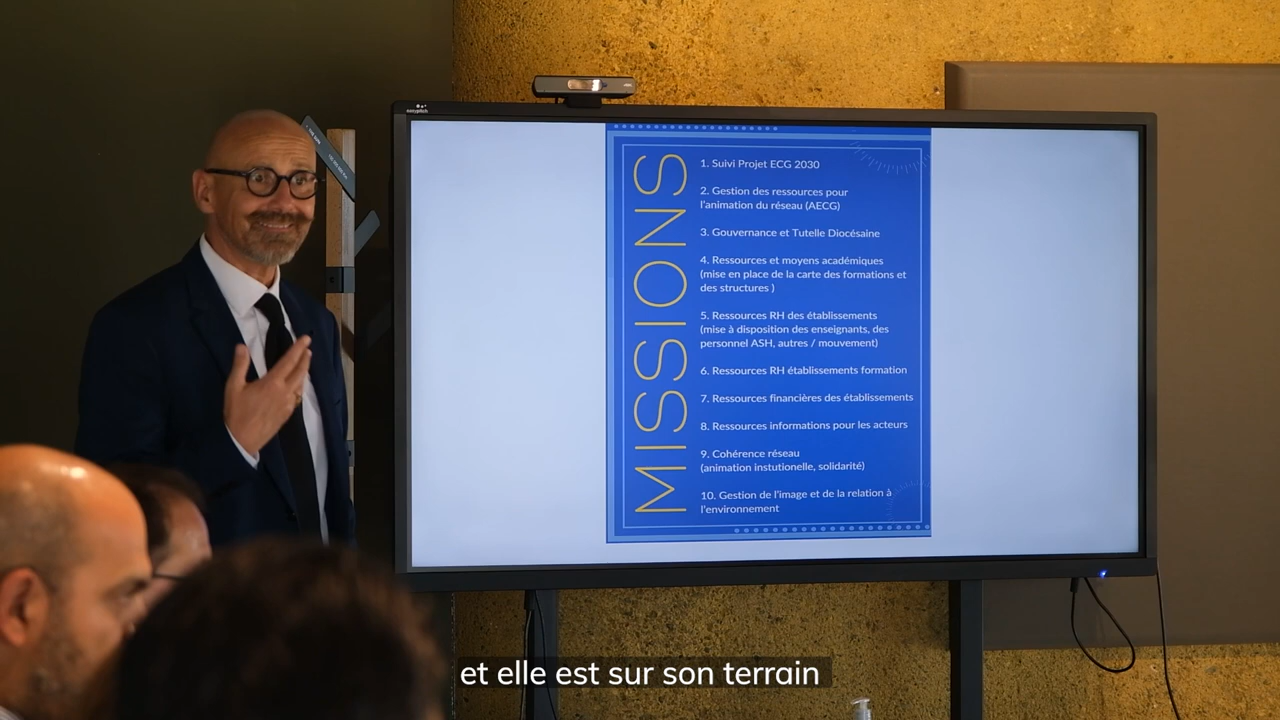 easypitch
MISSIONS
1. Suivi Projet ECG 2030
2. Gestion des ressources pour
l'animation du réseau (AECG)
3. Gouvernance et Tutelle Diocésaine
4. Ressources et moyens académiques
(mise en place de la carte des formations et
des structures )
5. Ressources RH des établissements
(mise à disposition des enseignants, des
personnel ASH, autres / mouvement)
6. Ressources RH établissements formation
7. Ressources financières des établissements
8. Ressources informations pour les acteurs
9. Cohérence réseau
(animation instutionelle, solidarité)
10. Gestion de l'image et de la relation à
l'environnement
et elle est sur son terrain